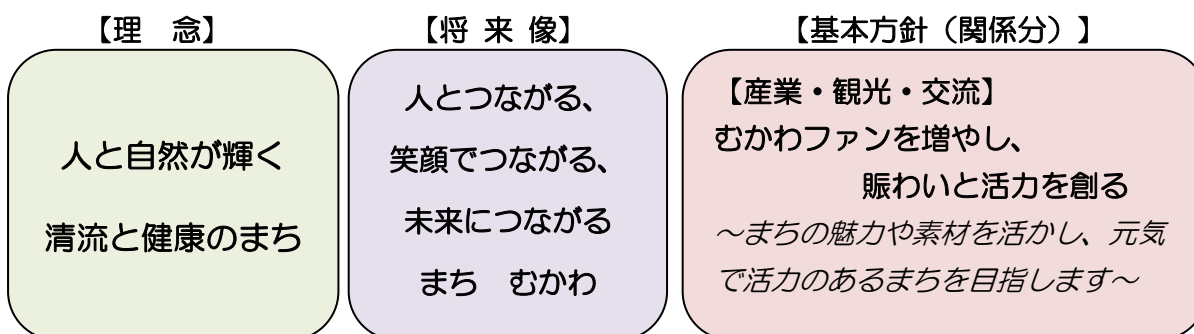 【理　念】
人と自然が輝く
清流と健康のまち
【将 来 像】
人とつながる、
笑顔でつながる、
未来につながる
まち　むかわ
【基本方針（関係分）】
【産業・観光・交流】
むかわファンを増やし、
賑わいと活力を創る
～まちの魅力や素材を活かし、元気
で活力のあるまちを目指します～